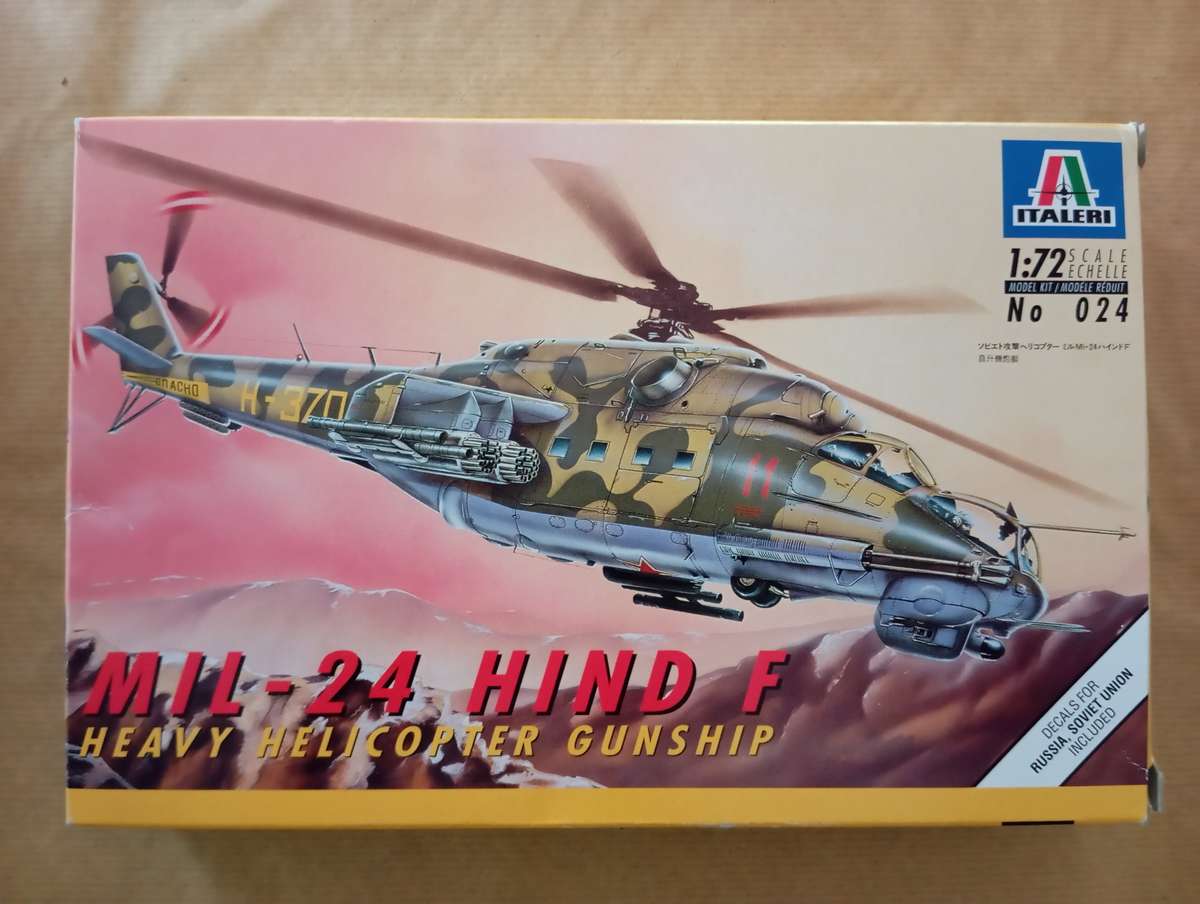 ITALERI
1:72 SCALE
ECHELLE
MODEL KIT / MODÈLE RÉDUIT
No 024
ソビエト攻撃ヘリコプター ミルMi-24ハインドF
H-370
11
MIL-24 HIND F
HEAVY HELICOPTER GUNSHIP
DECALS FOR
RUSSIA, SOVIET UNION
INCLUDED